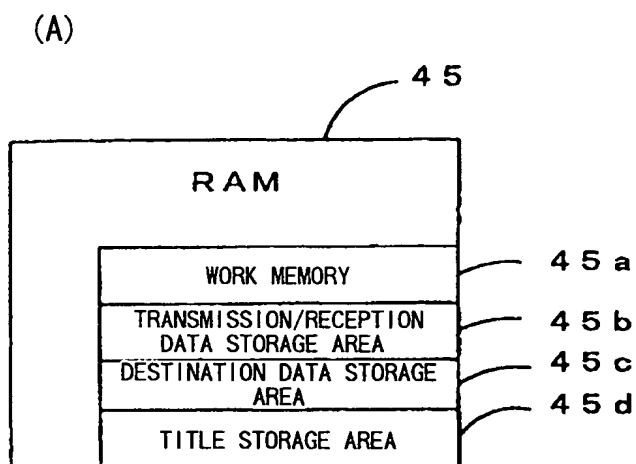 (A)
45
RAM
WORK MEMORY
45a
TRANSMISSION/RECEPTION
DATA STORAGE AREA
45b
DESTINATION DATA STORAGE
AREA
45c
TITLE STORAGE AREA
45d